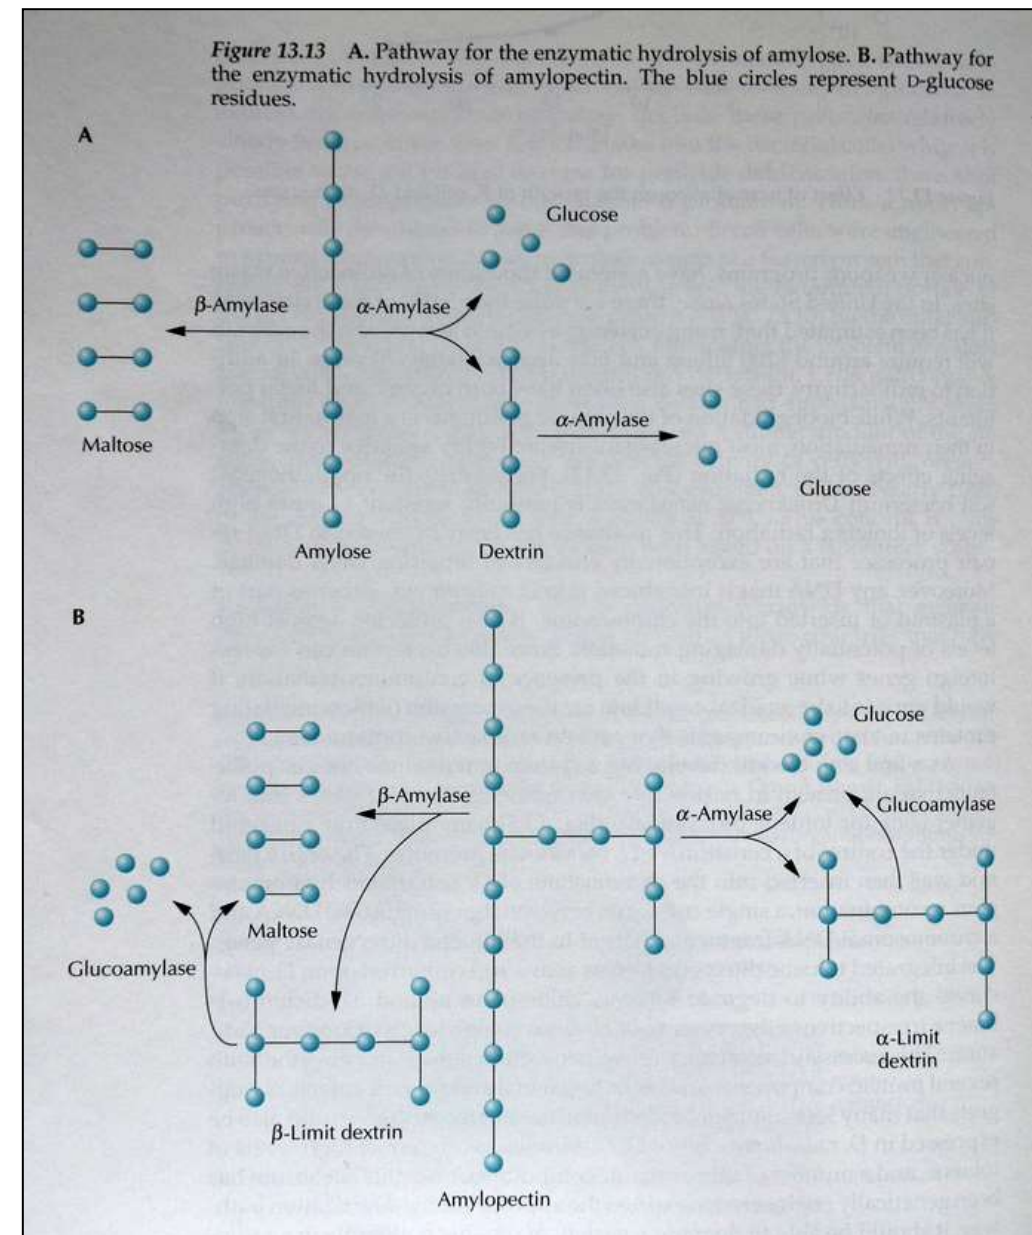 Figure 13.13 A. Pathway for the enzymatic hydrolysis of amylose. B. Pathway for
the enzymatic hydrolysis of amylopectin. The blue circles represent D-glucose
residues.
A
Glucose
β-Amylase
α-Amylase
Maltose
α-Amylase
Glucose
Amylose
Dextrin
B
Glucose
β-Amylase
α-Amylase
Glucoamylase
Maltose
Glucoamylase
α-Limit
dextrin
β-Limit dextrin
Amylopectin